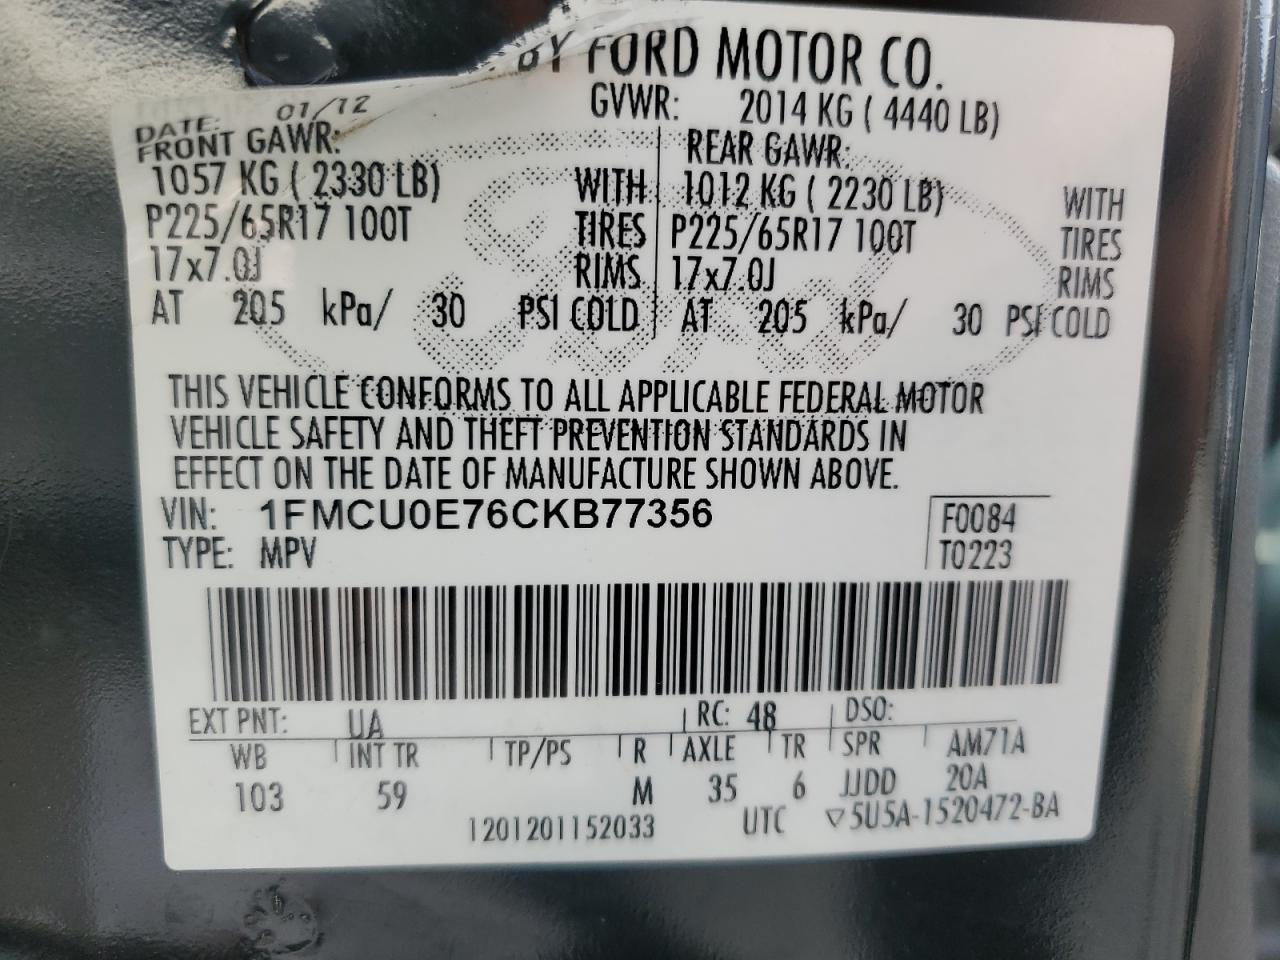 BY FORD MOTOR CO.
DATE: 01/12
GVWR: 2014 KG ( 4440 LB)
FRONT GAWR:
1057 KG ( 2330 LB) WITH
P225/65R17 100T TIRES
17x7.0J RIMS
AT 205 kPa/ 30 PSI COLD
REAR GAWR:
1012 KG ( 2230 LB) WITH
P225/65R17 100T TIRES
17x7.0J RIMS
AT 205 kPa/ 30 PSI COLD
THIS VEHICLE CONFORMS TO ALL APPLICABLE FEDERAL MOTOR
VEHICLE SAFETY AND THEFT PREVENTION STANDARDS IN
EFFECT ON THE DATE OF MANUFACTURE SHOWN ABOVE.
VIN: 1FMCU0E76CKB77356
TYPE: MPV
F0084
T0223
EXT PNT: UA RC: 48 DSO:
WB INT TR TP/PS R AXLE TR SPR AM71A
103 59 M 35 6 JJDD 20A
1201201152033 UTC ▽5U5A-1520472-BA